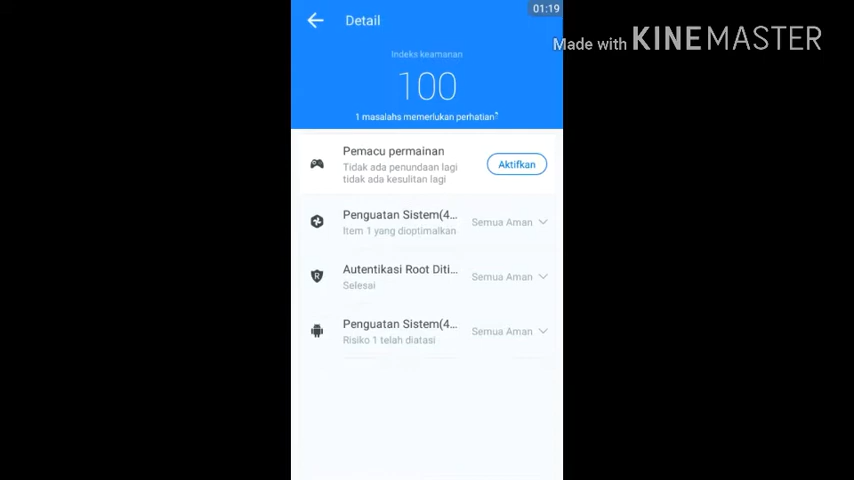 01:19
Detail
Made with KINEMASTER
Indeks keamanan
100
1 masalahs memerlukan perhatian
Pemacu permainan
Tidak ada penundaan lagi
tidak ada kesulitan lagi
Aktifkan
Penguatan Sistem(4...
Item 1 yang dioptimalkan
Semua Aman
Autentikasi Root Diti...
Selesai
Semua Aman
Penguatan Sistem(4...
Risiko 1 telah diatasi
Semua Aman